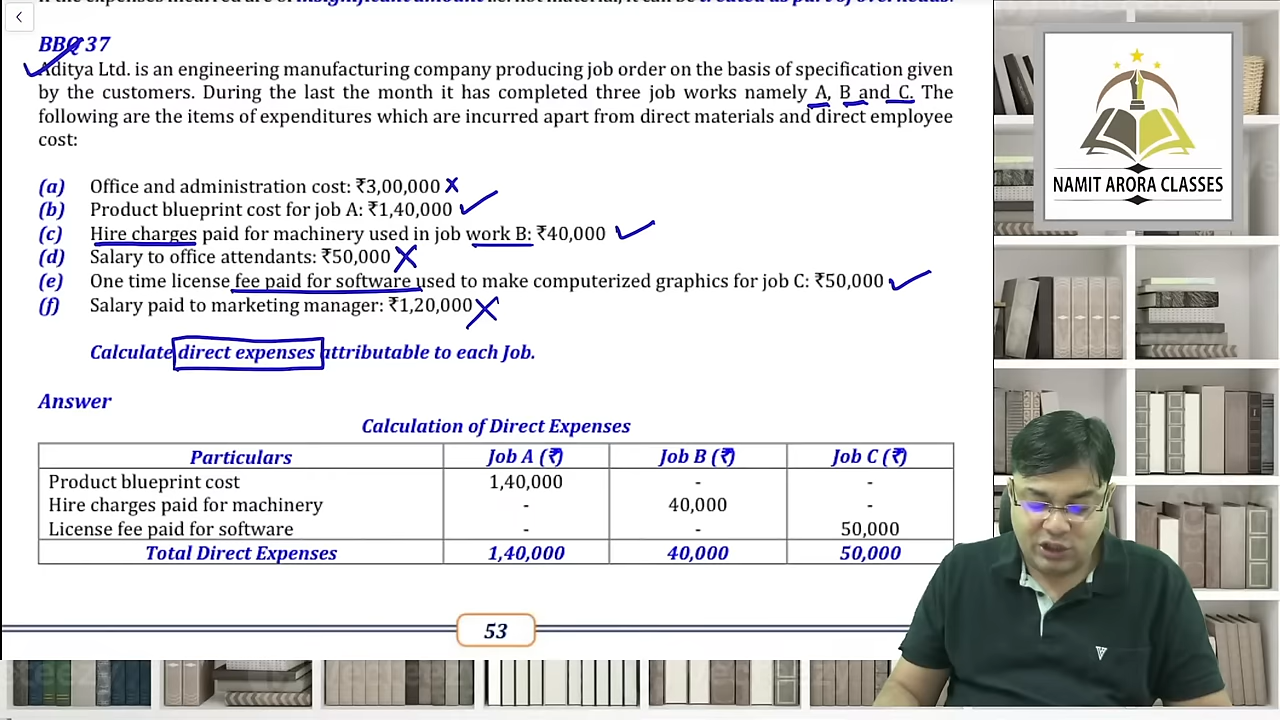 BBQ 37
Aditya Ltd. is an engineering manufacturing company producing job order on the basis of specification given
by the customers. During the last the month it has completed three job works namely A, B and C. The
following are the items of expenditures which are incurred apart from direct materials and direct employee
cost:
(a) Office and administration cost: ₹3,00,000
(b) Product blueprint cost for job A: ₹1,40,000
(c) Hire charges paid for machinery used in job work B: ₹40,000
(d) Salary to office attendants: ₹50,000
(e) One time license fee paid for software used to make computerized graphics for job C: ₹50,000
(f) Salary paid to marketing manager: ₹1,20,000
Calculate direct expenses attributable to each Job.
Answer
Calculation of Direct Expenses
Particulars Job A (₹) Job B (₹) Job C (₹)
Product blueprint cost 1,40,000 - -
Hire charges paid for machinery - 40,000 -
License fee paid for software - - 50,000
Total Direct Expenses 1,40,000 40,000 50,000
53
NAMIT ARORA CLASSES